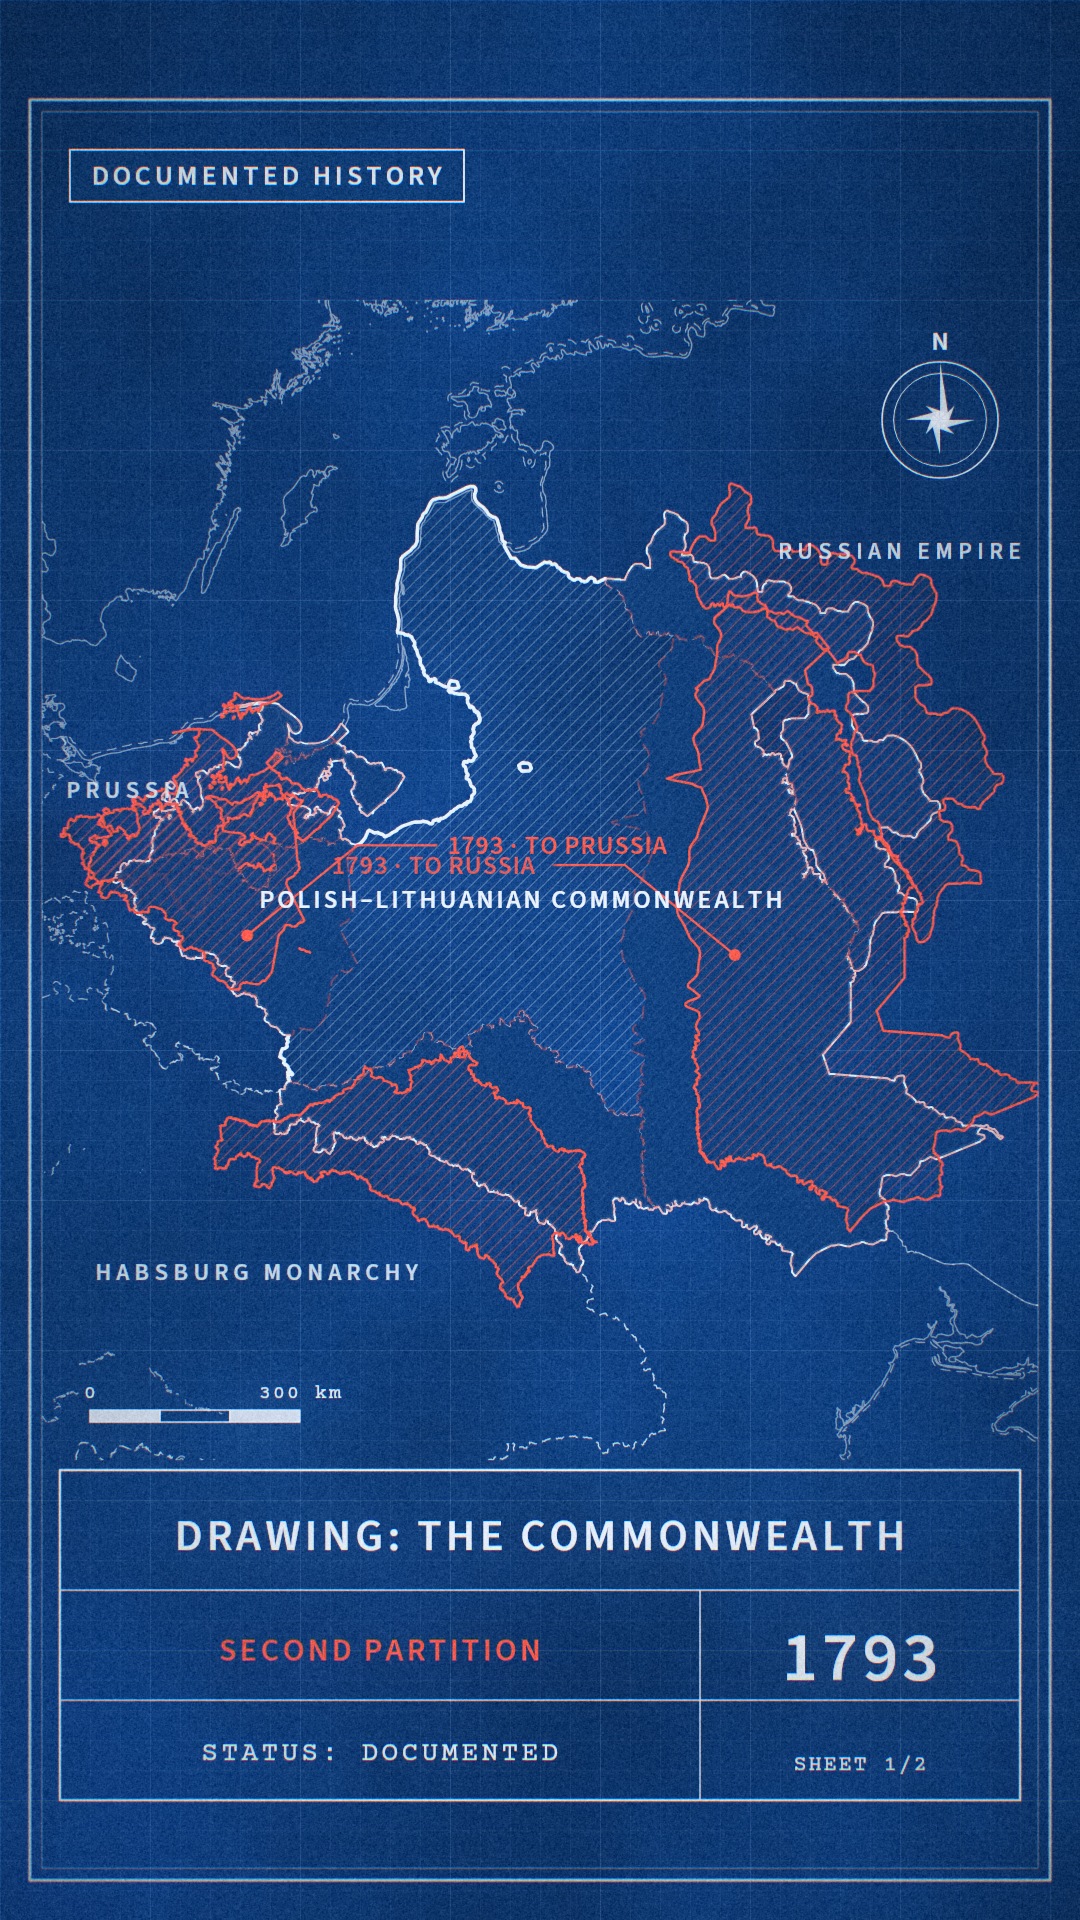 DOCUMENTED HISTORY
N
RUSSIAN EMPIRE
PRUSSIA
1793 · TO PRUSSIA
1793 · TO RUSSIA
POLISH–LITHUANIAN COMMONWEALTH
HABSBURG MONARCHY
0 300 km
DRAWING: THE COMMONWEALTH
SECOND PARTITION
1793
STATUS: DOCUMENTED
SHEET 1/2